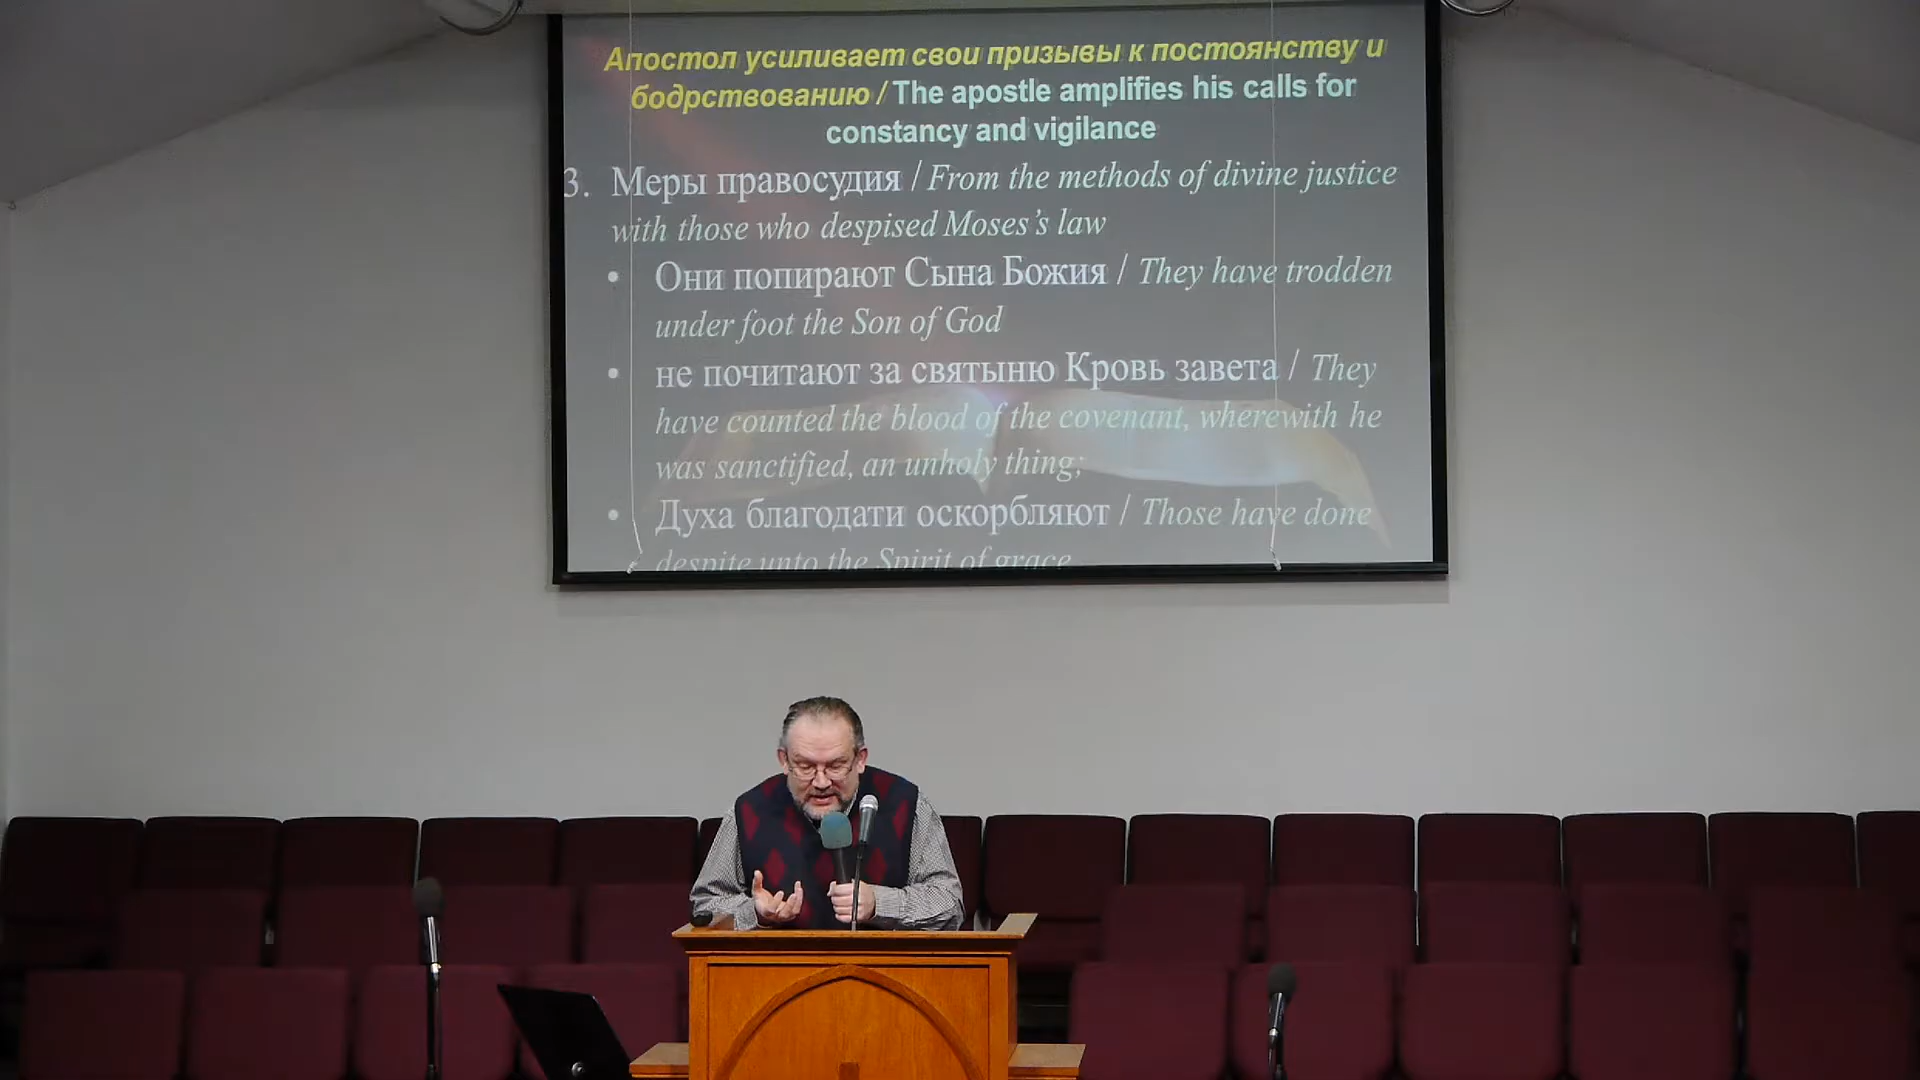 Апостол усиливает свои призывы к постоянству и
бодрствованию / The apostle amplifies his calls for
constancy and vigilance
3. Меры правосудия / From the methods of divine justice
with those who despised Moses’s law
• Они попирают Сына Божия / They have trodden
under foot the Son of God
• не почитают за святыню Кровь завета / They
have counted the blood of the covenant, wherewith he
was sanctified, an unholy thing;
• Духа благодати оскорбляют / Those have done
despite unto the Spirit of grace